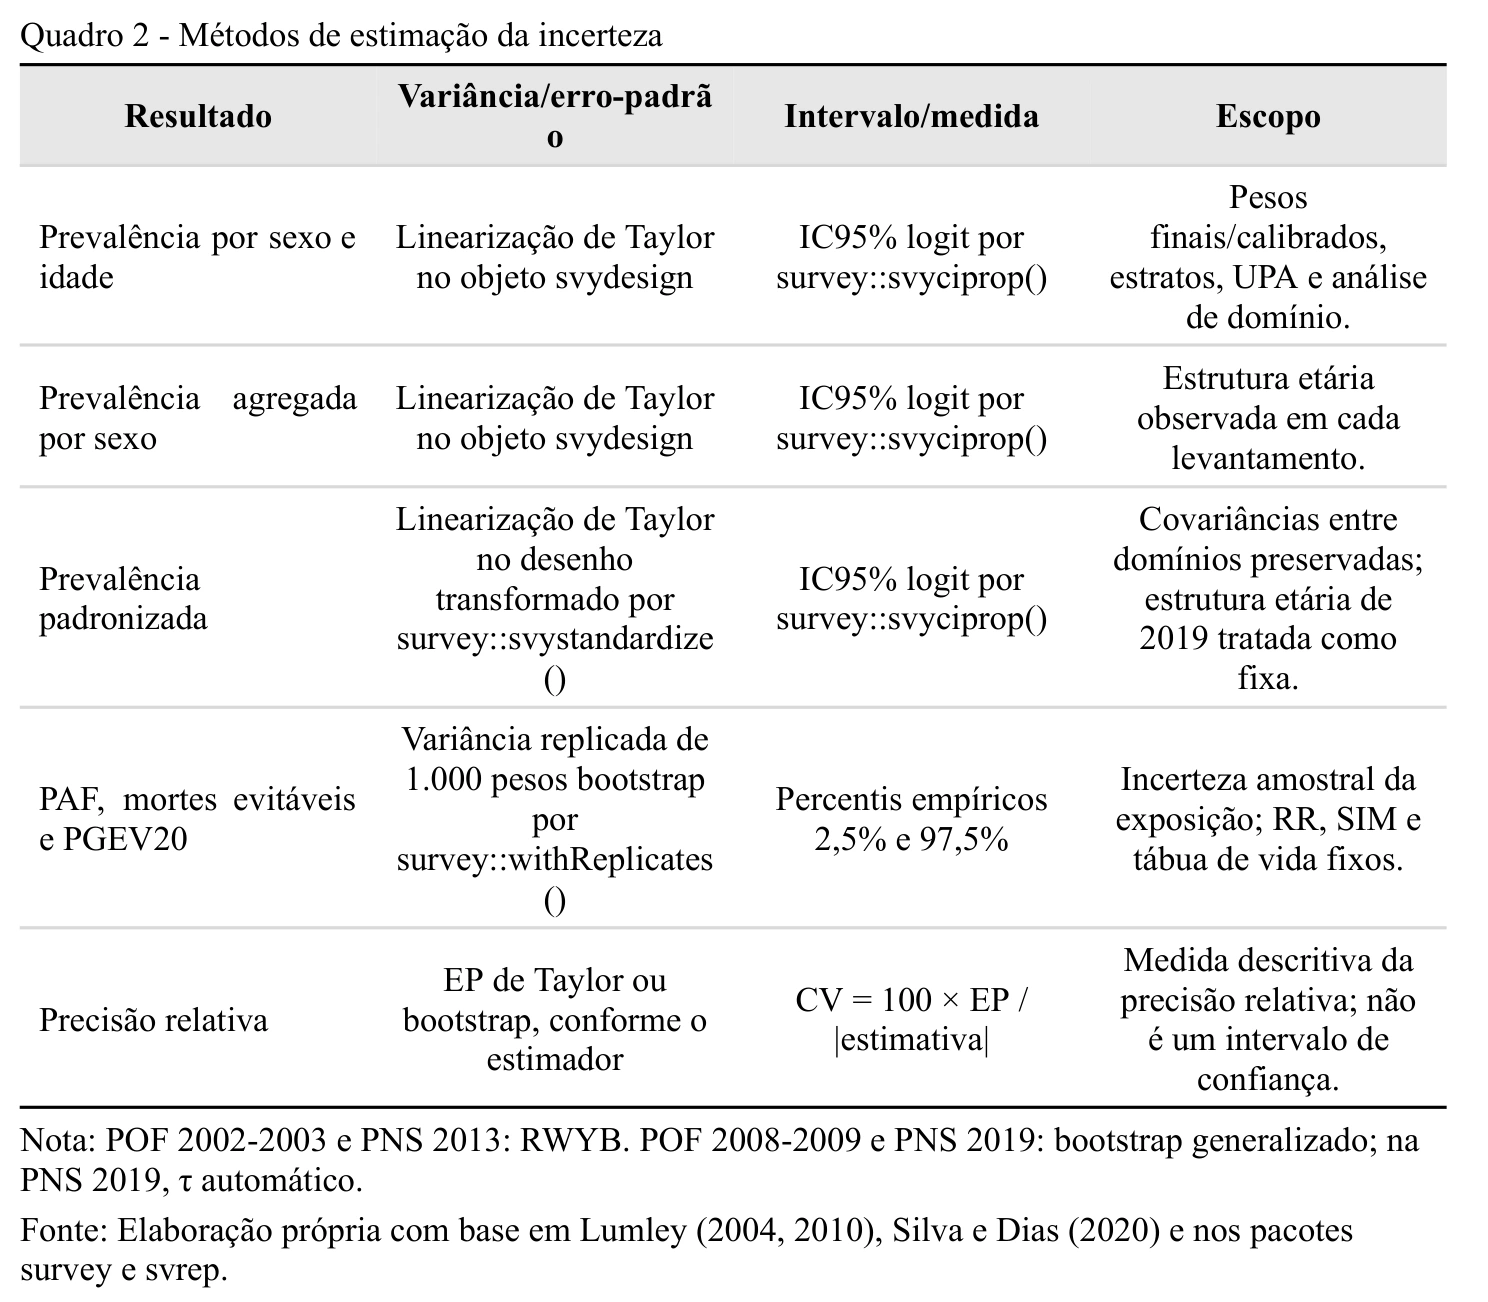 Quadro 2 - Métodos de estimação da incerteza
Resultado
Variância/erro-padrã
o
Intervalo/medida
Escopo
Prevalência por sexo e
idade
Linearização de Taylor
no objeto svydesign
IC95% logit por
survey::svyciprop()
Pesos
finais/calibrados,
estratos, UPA e análise
de domínio.
Prevalência agregada
por sexo
Linearização de Taylor
no objeto svydesign
IC95% logit por
survey::svyciprop()
Estrutura etária
observada em cada
levantamento.
Prevalência
padronizada
Linearização de Taylor
no desenho
transformado por
survey::svystandardize
()
IC95% logit por
survey::svyciprop()
Covariâncias entre
domínios preservadas;
estrutura etária de
2019 tratada como
fixa.
PAF, mortes evitáveis
e PGEV20
Variância replicada de
1.000 pesos bootstrap
por
survey::withReplicates
()
Percentis empíricos
2,5% e 97,5%
Incerteza amostral da
exposição; RR, SIM e
tábua de vida fixos.
Precisão relativa
EP de Taylor ou
bootstrap, conforme o
estimador
CV = 100 × EP /
|estimativa|
Medida descritiva da
precisão relativa; não
é um intervalo de
confiança.
Nota: POF 2002-2003 e PNS 2013: RWYB. POF 2008-2009 e PNS 2019: bootstrap generalizado; na
PNS 2019, τ automático.
Fonte: Elaboração própria com base em Lumley (2004, 2010), Silva e Dias (2020) e nos pacotes
survey e svrep.